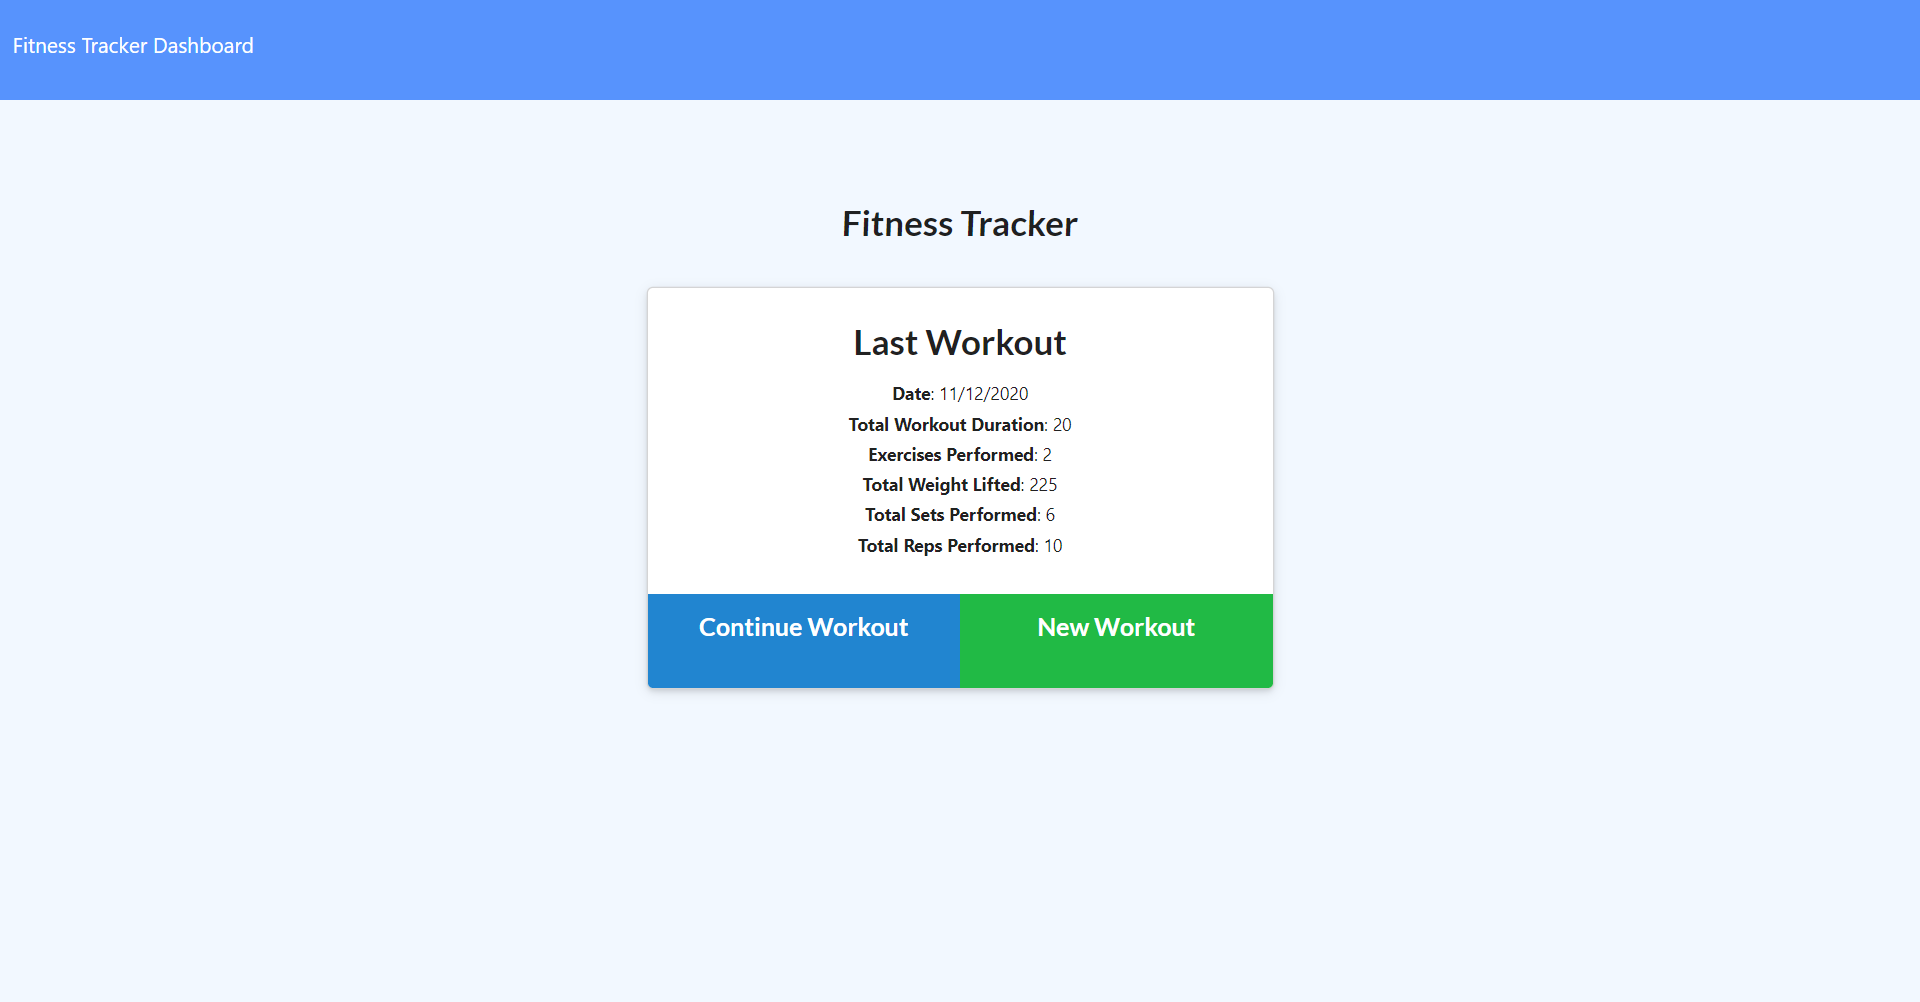 Fitness Tracker Dashboard
Fitness Tracker
Last Workout
Date: 11/12/2020
Total Workout Duration: 20
Exercises Performed: 2
Total Weight Lifted: 225
Total Sets Performed: 6
Total Reps Performed: 10
Continue Workout
New Workout